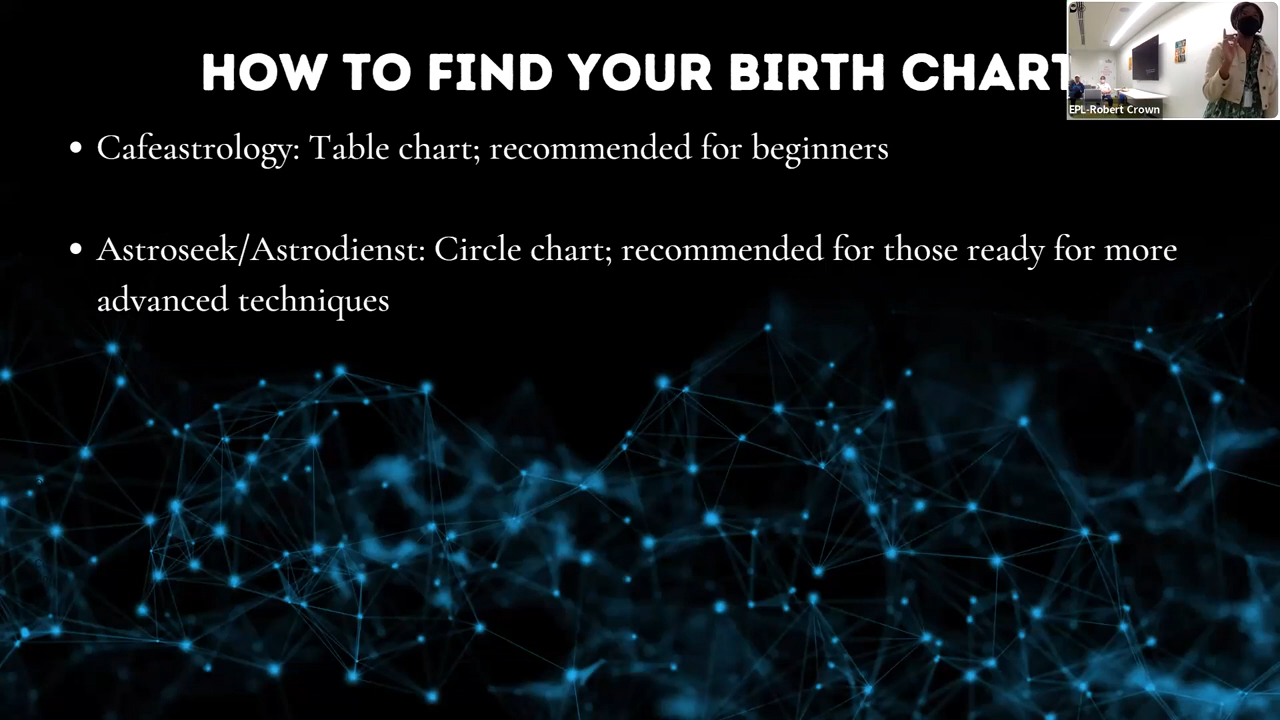 HOW TO FIND YOUR BIRTH CHART
EPL-Robert Crown
• Cafeastrology: Table chart; recommended for beginners
• Astroseek/Astrodienst: Circle chart; recommended for those ready for more
advanced techniques